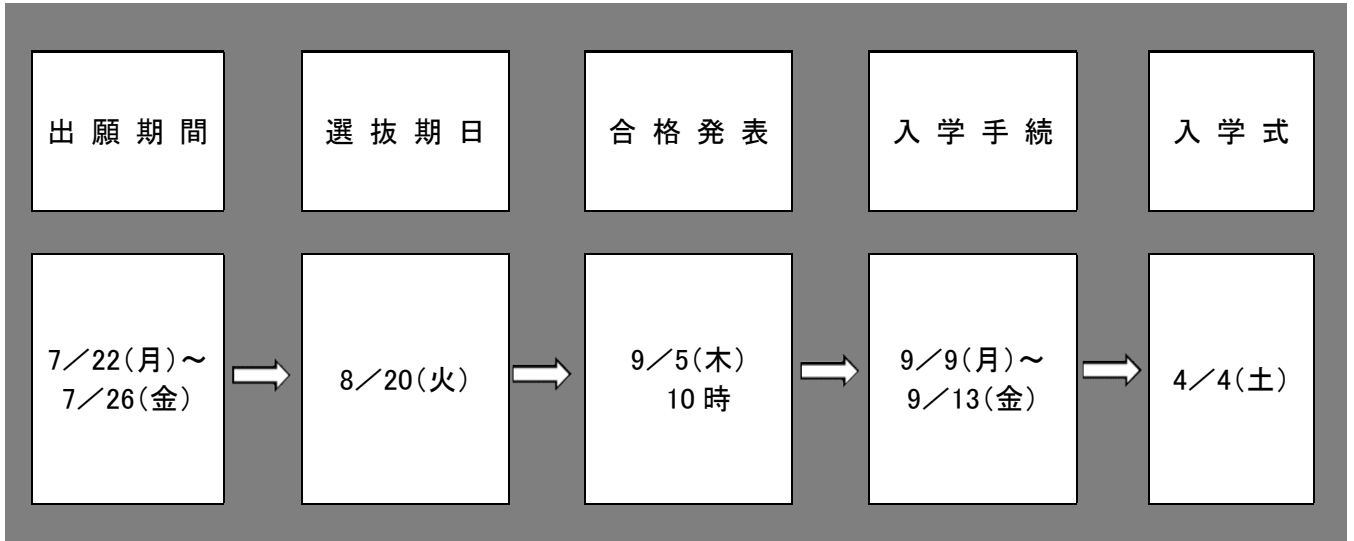 出願期間
選抜期日
合格発表
入学手続
入学式
7／22（月）～
7／26（金）
8／20（火）
9／5（木）
10時
9／9（月）～
9／13（金）
4／4（土）